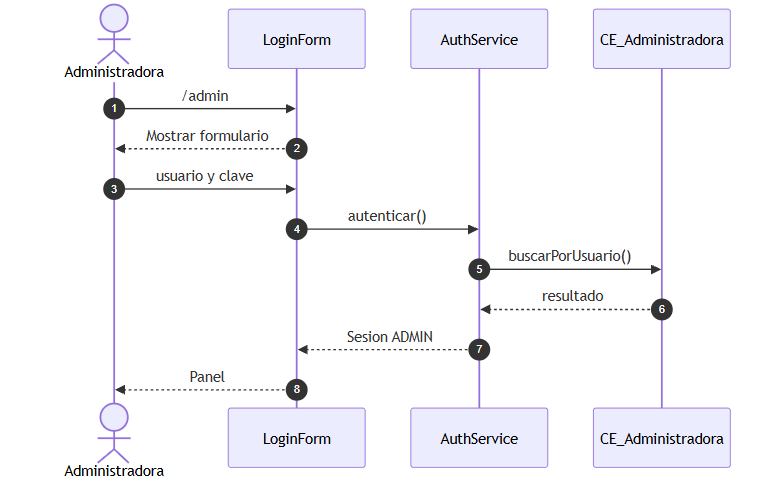 Administradora
LoginForm
AuthService
CE_Administradora
1
/admin
Mostrar formulario
2
3
usuario y clave
4
autenticar()
5
buscarPorUsuario()
resultado
6
Sesion ADMIN
7
Panel
8
Administradora
LoginForm
AuthService
CE_Administradora